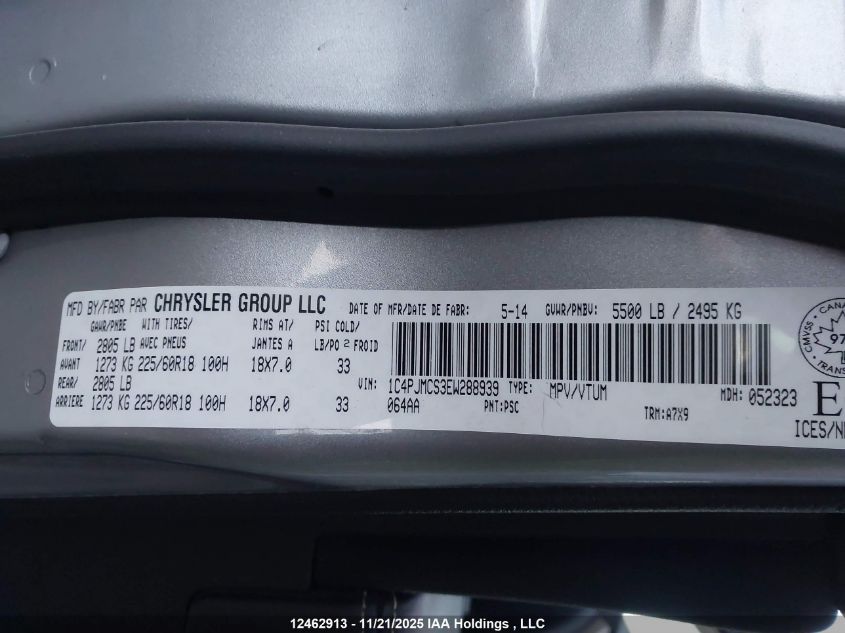 MFD BY/FABR PAR CHRYSLER GROUP LLC DATE OF MFR/DATE DE FABR: 5-14 GVWR/PNBV: 5500 LB / 2495 KG
GAWR/PNBE WITH TIRES/ RIMS AT/ PSI COLD/
FRONT/ 2805 LB AVEC PNEUS JANTES A LB/PO 2 FROID
AVANT 1273 KG 225/60R18 100H 18X7.0 33
REAR/ 2805 LB VIN: 1C4PJMCS3EW288939 TYPE: MPV/VTUM MDH: 052323
ARRIERE 1273 KG 225/60R18 100H 18X7.0 33 064AA PNT:PSC TRM:A7X9
CMVSS CANA
97
TRANS
E
ICES/N
12462913 - 11/21/2025 IAA Holdings , LLC